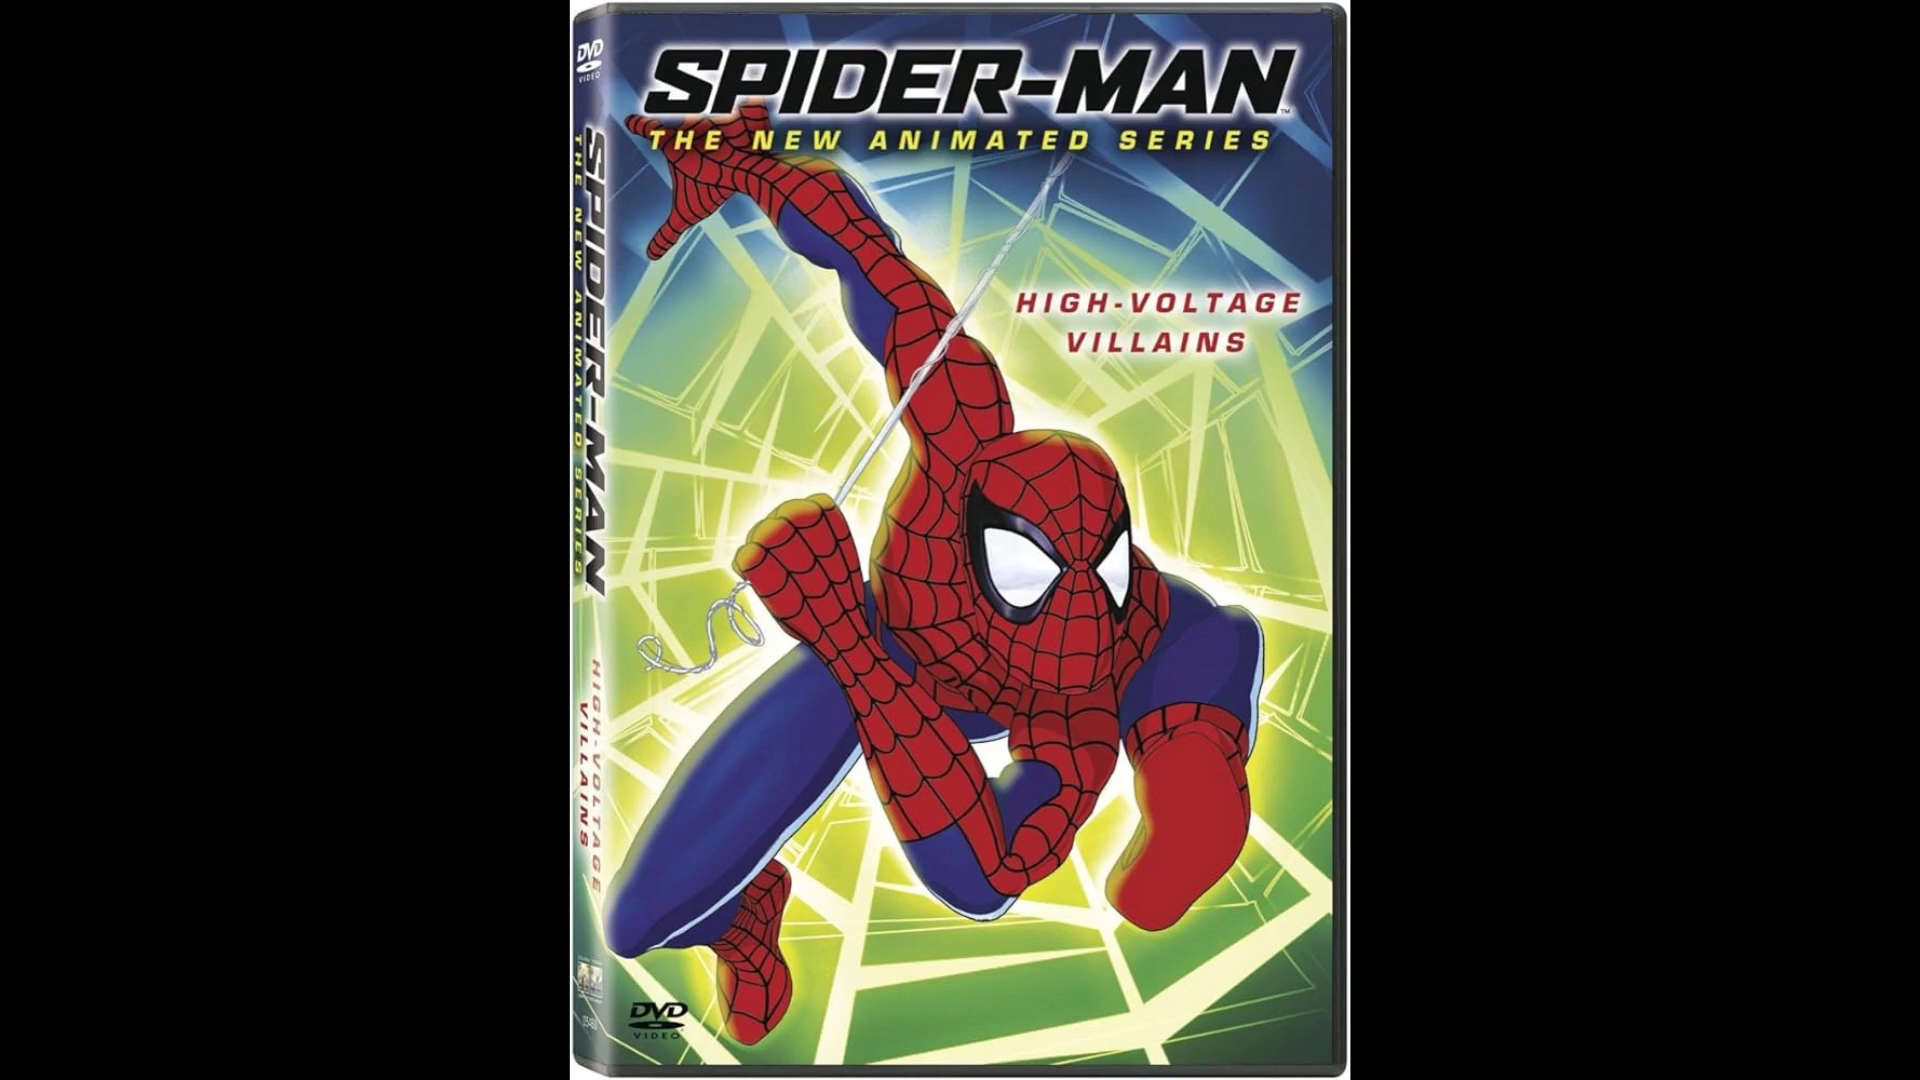 SPIDER-MAN
TM
THE NEW ANIMATED SERIES
HIGH-VOLTAGE
VILLAINS
DVD
VIDEO
DVD
VIDEO
SPIDER-MAN
THE NEW ANIMATED SERIES
HIGH-VOLTAGE
VILLAINS